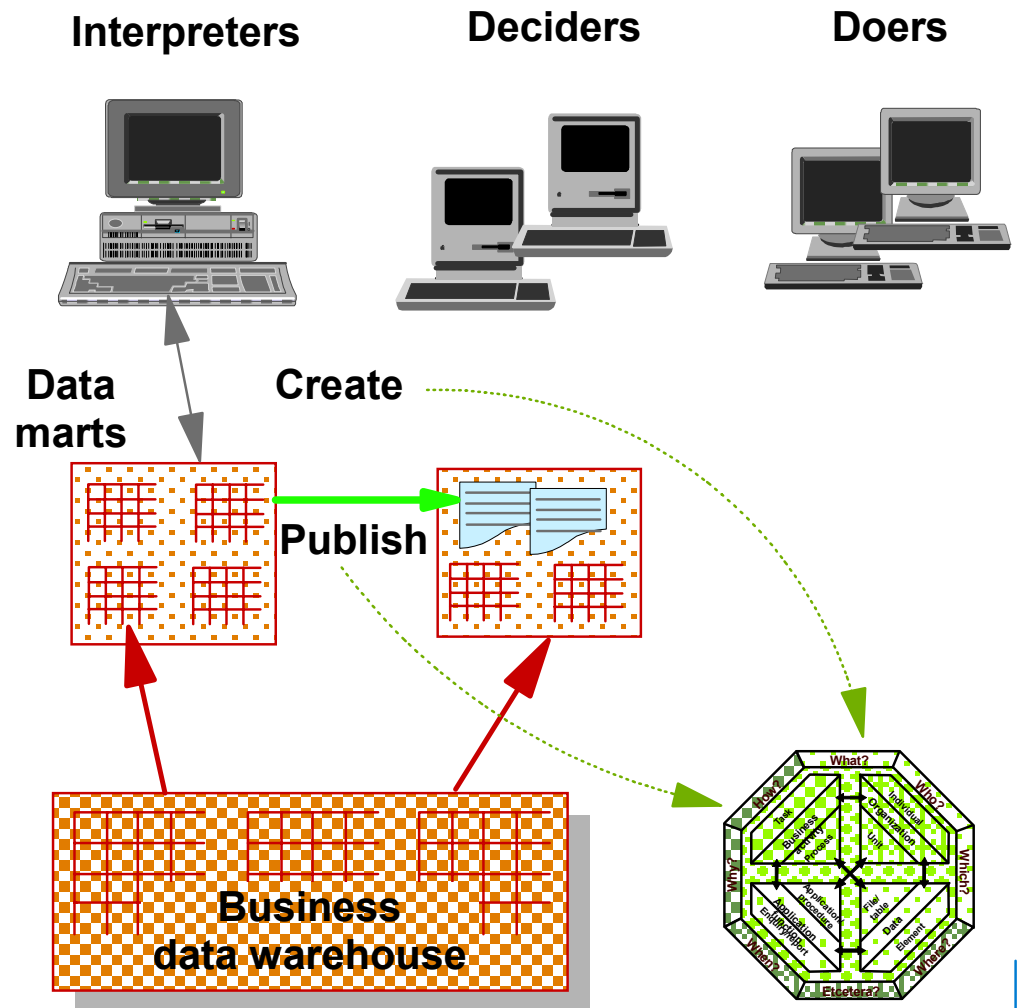 Interpreters
Deciders
Doers
Data
marts
Create
Publish
Business
data warehouse
What?
Who?
Which?
Where?
Etcetera?
When?
Why?
How?
Task
Business
activity
Process
Individual
Organization
Unit
Application
function
Enquiry/report
Application
procedure
File/
table
Data
Element